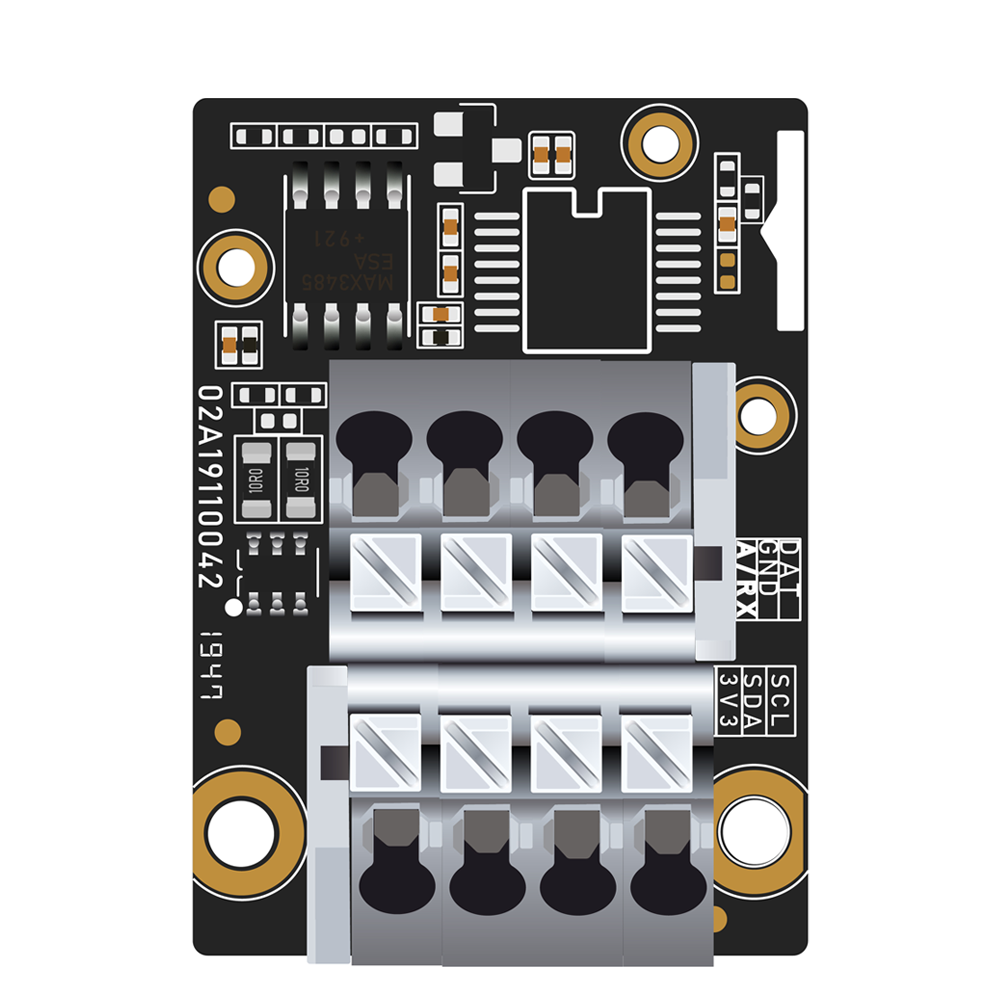 +921
ESA
MAX3485
02A19110042
10R0
10R0
DAT
GND
A/RX
SCL
SDA
3V3
1947